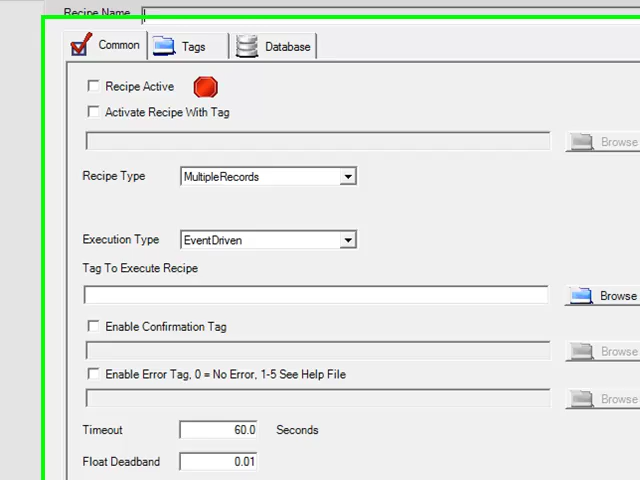 Recipe Name
Common Tags Database
Recipe Active
Activate Recipe With Tag
Browse
Recipe Type MultipleRecords
Execution Type EventDriven
Tag To Execute Recipe
Browse
Enable Confirmation Tag
Browse
Enable Error Tag, 0 = No Error, 1-5 See Help File
Browse
Timeout 60.0 Seconds
Float Deadband 0.01